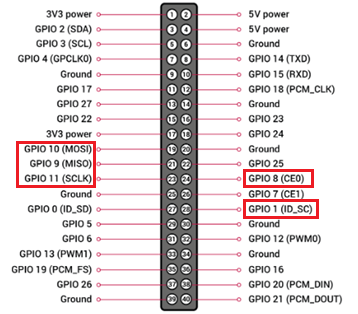 3V3 power 1 2 5V power
GPIO 2 (SDA) 3 4 5V power
GPIO 3 (SCL) 5 6 Ground
GPIO 4 (GPCLK0) 7 8 GPIO 14 (TXD)
Ground 9 10 GPIO 15 (RXD)
GPIO 17 11 12 GPIO 18 (PCM_CLK)
GPIO 27 13 14 Ground
GPIO 22 15 16 GPIO 23
3V3 power 17 18 GPIO 24
GPIO 10 (MOSI) 19 20 Ground
GPIO 9 (MISO) 21 22 GPIO 25
GPIO 11 (SCLK) 23 24 GPIO 8 (CE0)
Ground 25 26 GPIO 7 (CE1)
GPIO 0 (ID_SD) 27 28 GPIO 1 (ID_SC)
GPIO 5 29 30 Ground
GPIO 6 31 32 GPIO 12 (PWM0)
GPIO 13 (PWM1) 33 34 Ground
GPIO 19 (PCM_FS) 35 36 GPIO 16
GPIO 26 37 38 GPIO 20 (PCM_DIN)
Ground 39 40 GPIO 21 (PCM_DOUT)